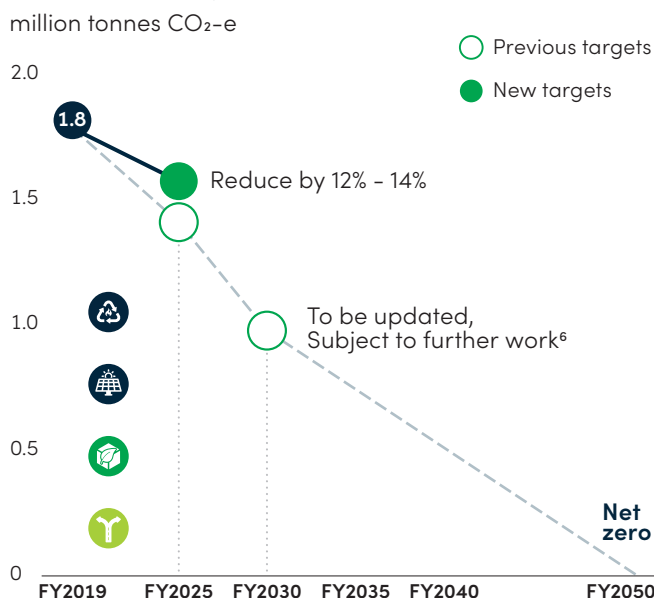 million tonnes CO₂-e
Previous targets
New targets
2.0
1.8
Reduce by 12% - 14%
1.5
To be updated,
Subject to further work⁶
1.0
0.5
Net
zero
0
FY2019 FY2025 FY2030 FY2035 FY2040 FY2050